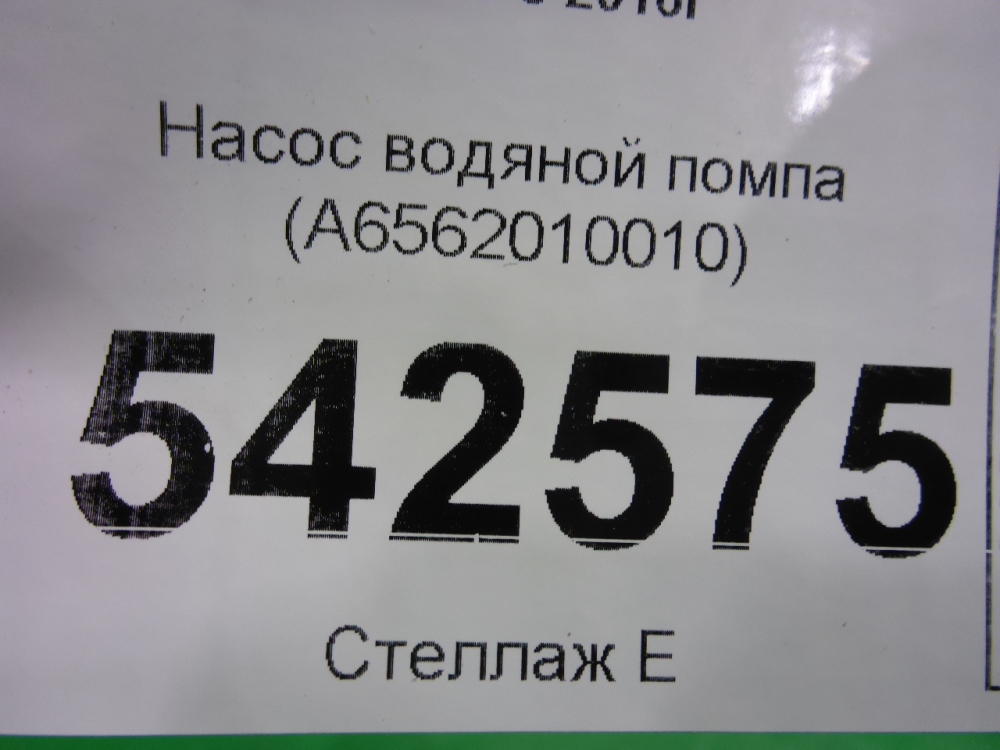 Насос водяной помпа
(A6562010010)
542575
Стеллаж Е